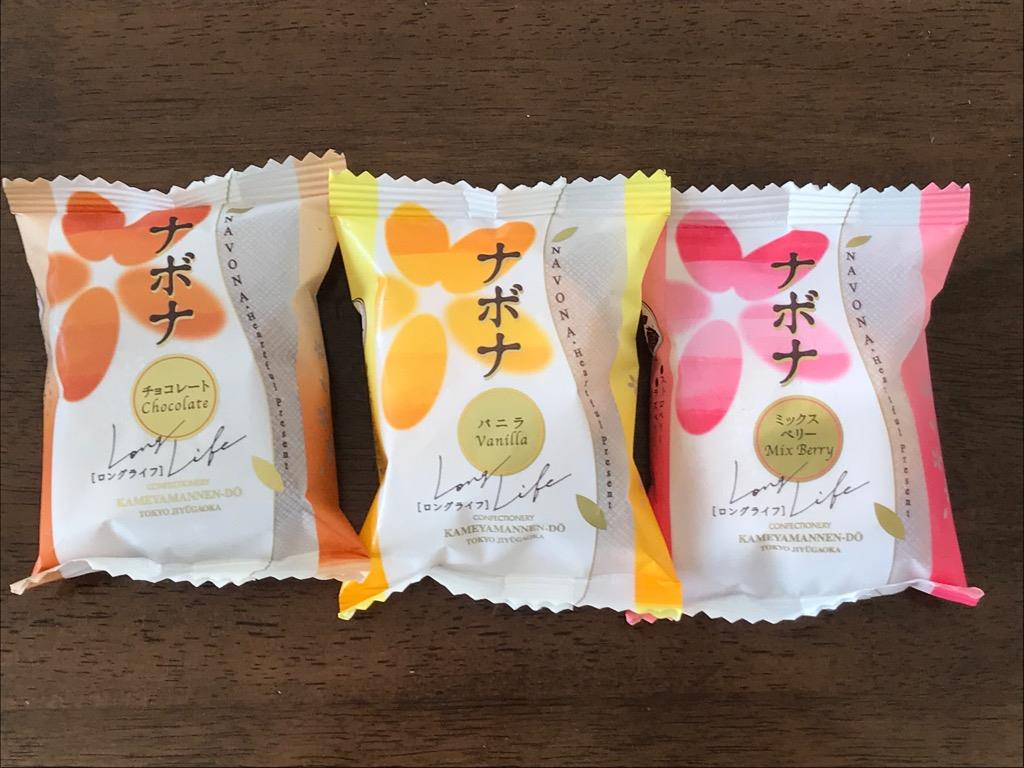 ナボナ
NAVONA・Heartful Present
チョコレート
Chocolate
Long Life
[ロングライフ]
CONFECTIONERY
KAMEYAMANNEN-DŌ
TOKYO JIYŪGAOKA
ナボナ
NAVONA・Heartful Present
バニラ
Vanilla
Long Life
[ロングライフ]
CONFECTIONERY
KAMEYAMANNEN-DŌ
TOKYO JIYŪGAOKA
ナボナ
NAVONA・Heartful Present
ミックス
ベリー
Mix Berry
Long Life
[ロングライフ]
CONFECTIONERY
KAMEYAMANNEN-DŌ
TOKYO JIYŪGAOKA